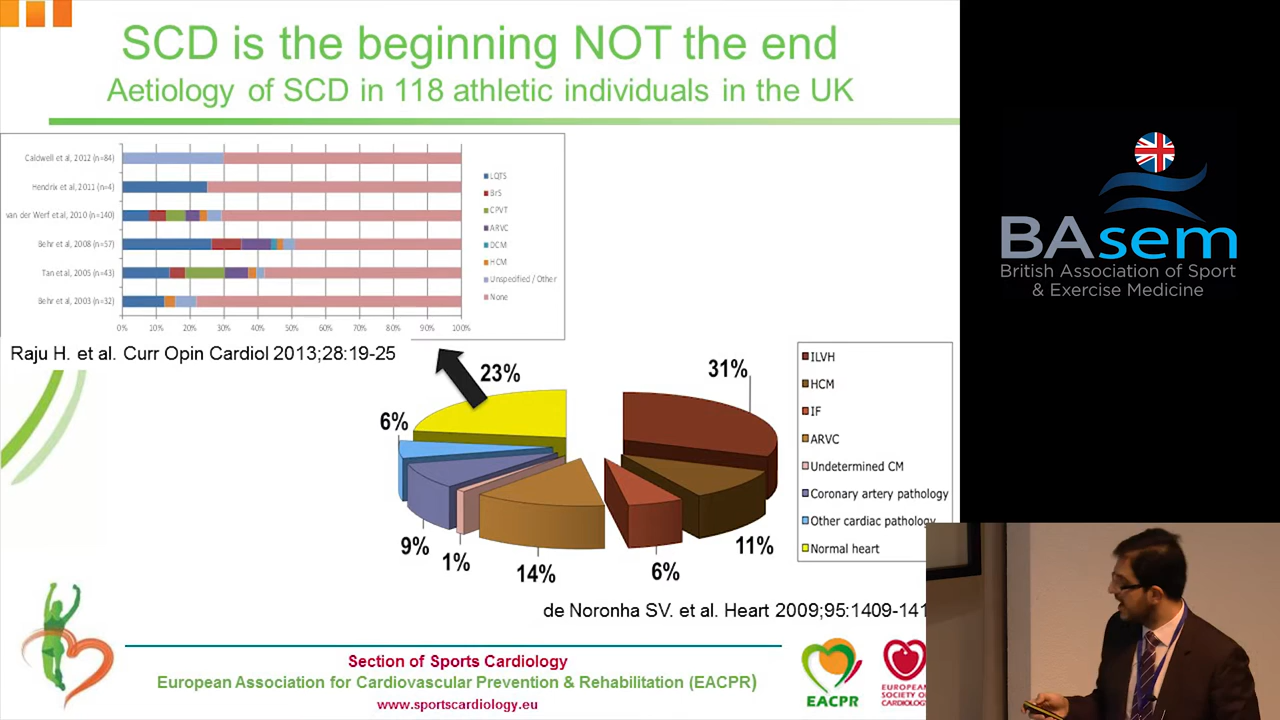 SCD is the beginning NOT the end
Aetiology of SCD in 118 athletic individuals in the UK
Caldwell et al, 2012 (n=84)
Hendrix et al, 2011 (n=4)
van der Werf et al, 2010 (n=140)
Behr et al, 2008 (n=57)
Tan et al, 2005 (n=43)
Behr et al, 2003 (n=32)
0% 10% 20% 30% 40% 50% 60% 70% 80% 90% 100%
LQTS
BrS
CPVT
ARVC
DCM
HCM
Unspecified / Other
None
Raju H. et al. Curr Opin Cardiol 2013;28:19-25
23%
31%
6%
9%
1%
14%
6%
11%
ILVH
HCM
IF
ARVC
Undetermined CM
Coronary artery pathology
Other cardiac pathology
Normal heart
de Noronha SV. et al. Heart 2009;95:1409-141
Section of Sports Cardiology
European Association for Cardiovascular Prevention & Rehabilitation (EACPR)
www.sportscardiology.eu
EACPR
EUROPEAN
SOCIETY OF
CARDIOLOGY
BAsem
British Association of Sport
& Exercise Medicine